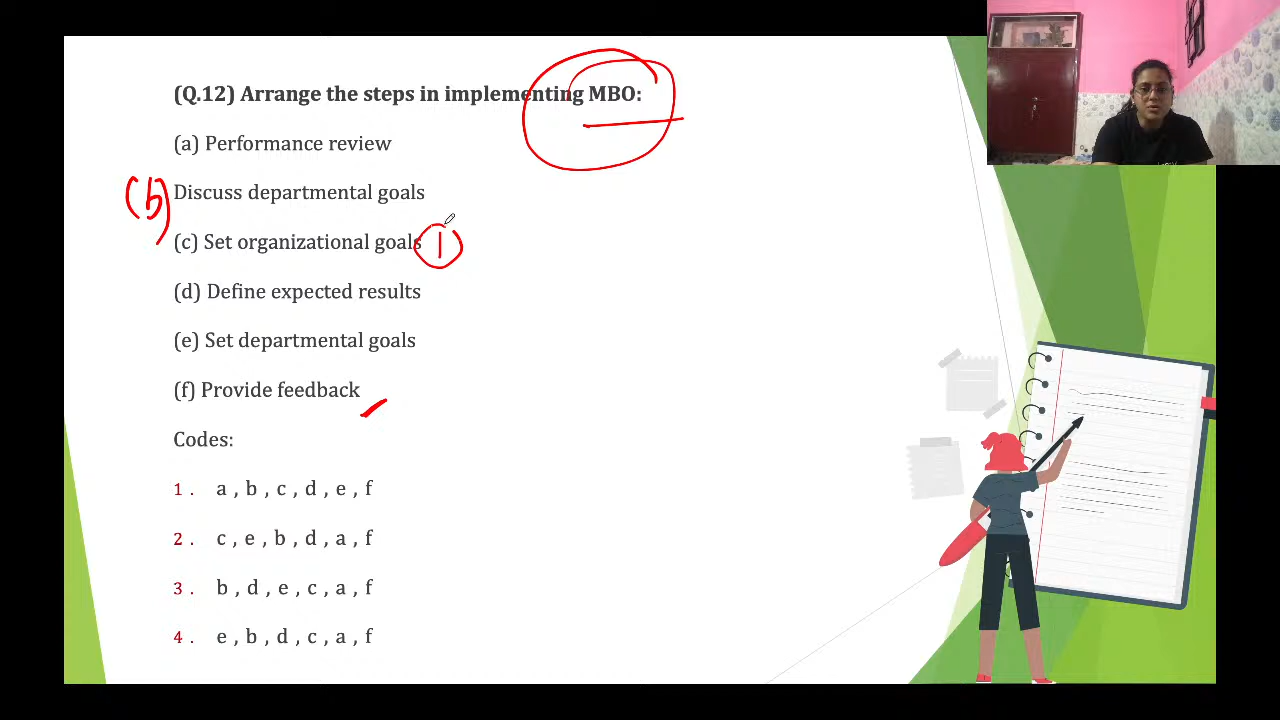 (Q.12) Arrange the steps in implementing MBO:
(a) Performance review
(b) Discuss departmental goals
(c) Set organizational goals 1
(d) Define expected results
(e) Set departmental goals
(f) Provide feedback
Codes:
1. a , b , c , d , e , f
2. c , e , b , d , a , f
3. b , d , e , c , a , f
4. e , b , d , c , a , f